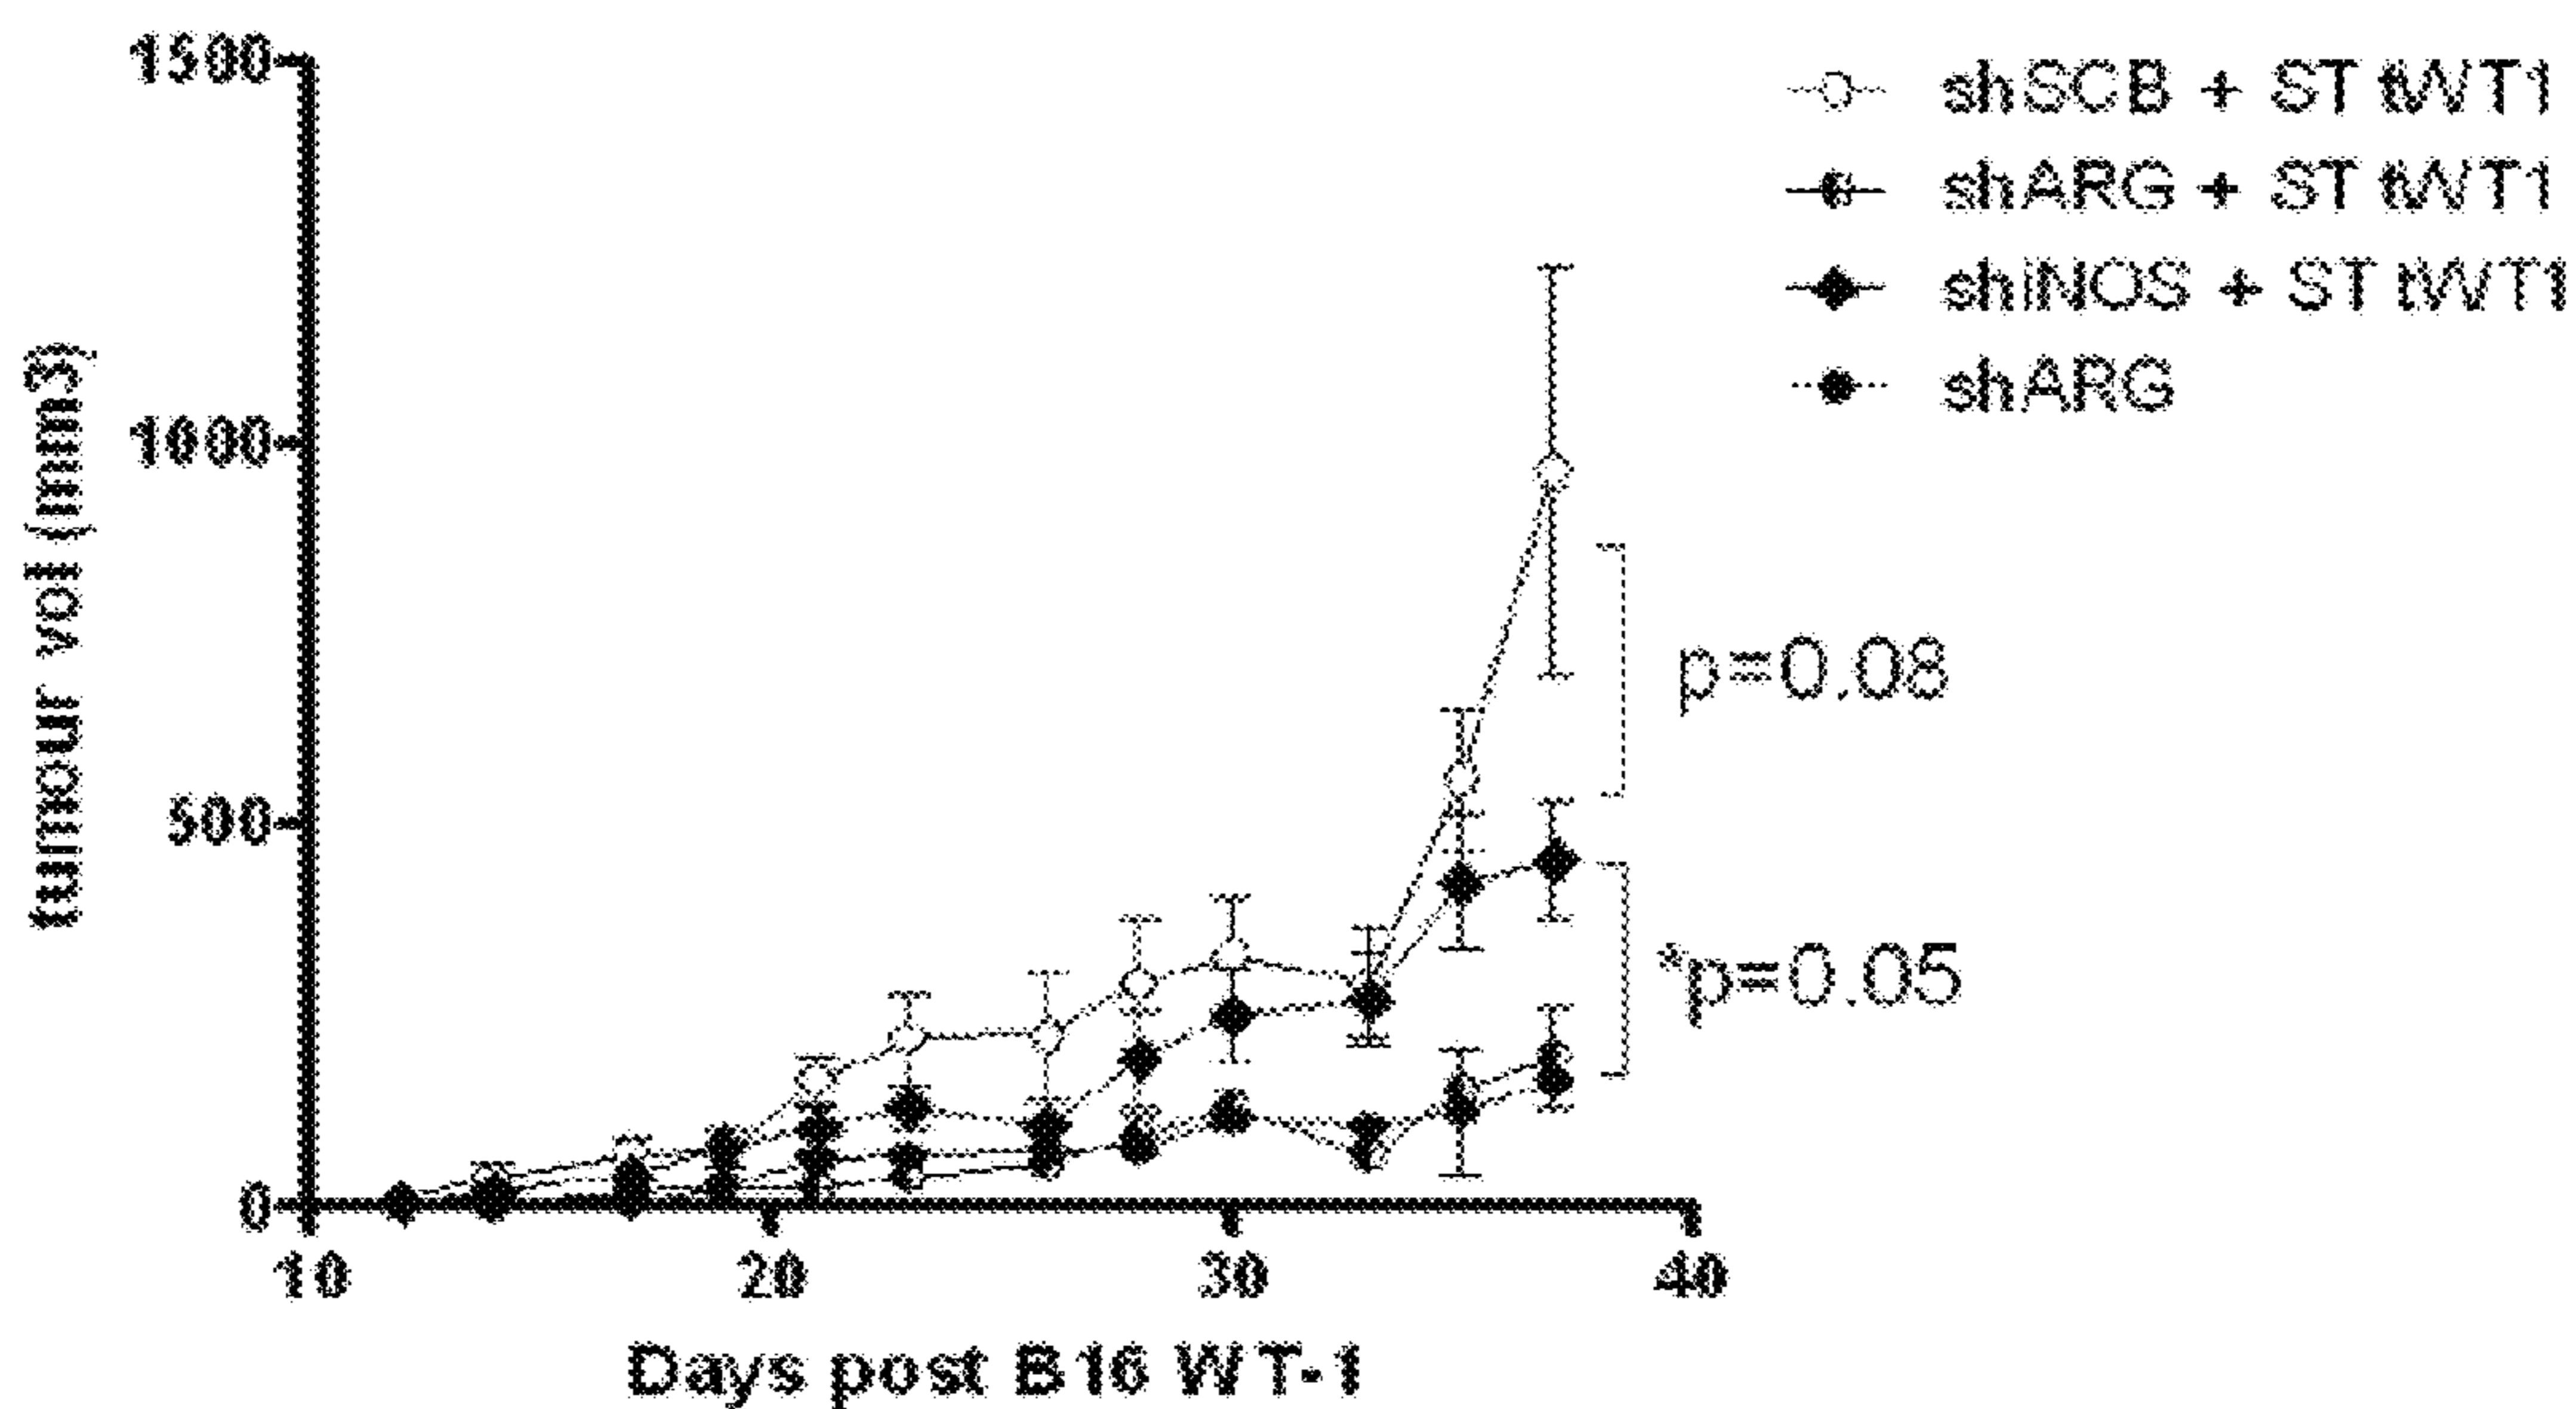 1500
1000
500
0
10 20 30 40
tumour vol (mm3)
Days post B16 WT-1
shSCB + ST tWT1
shARG + ST tWT1
shiNOS + ST tWT1
shARG
p=0.08
*p=0.05